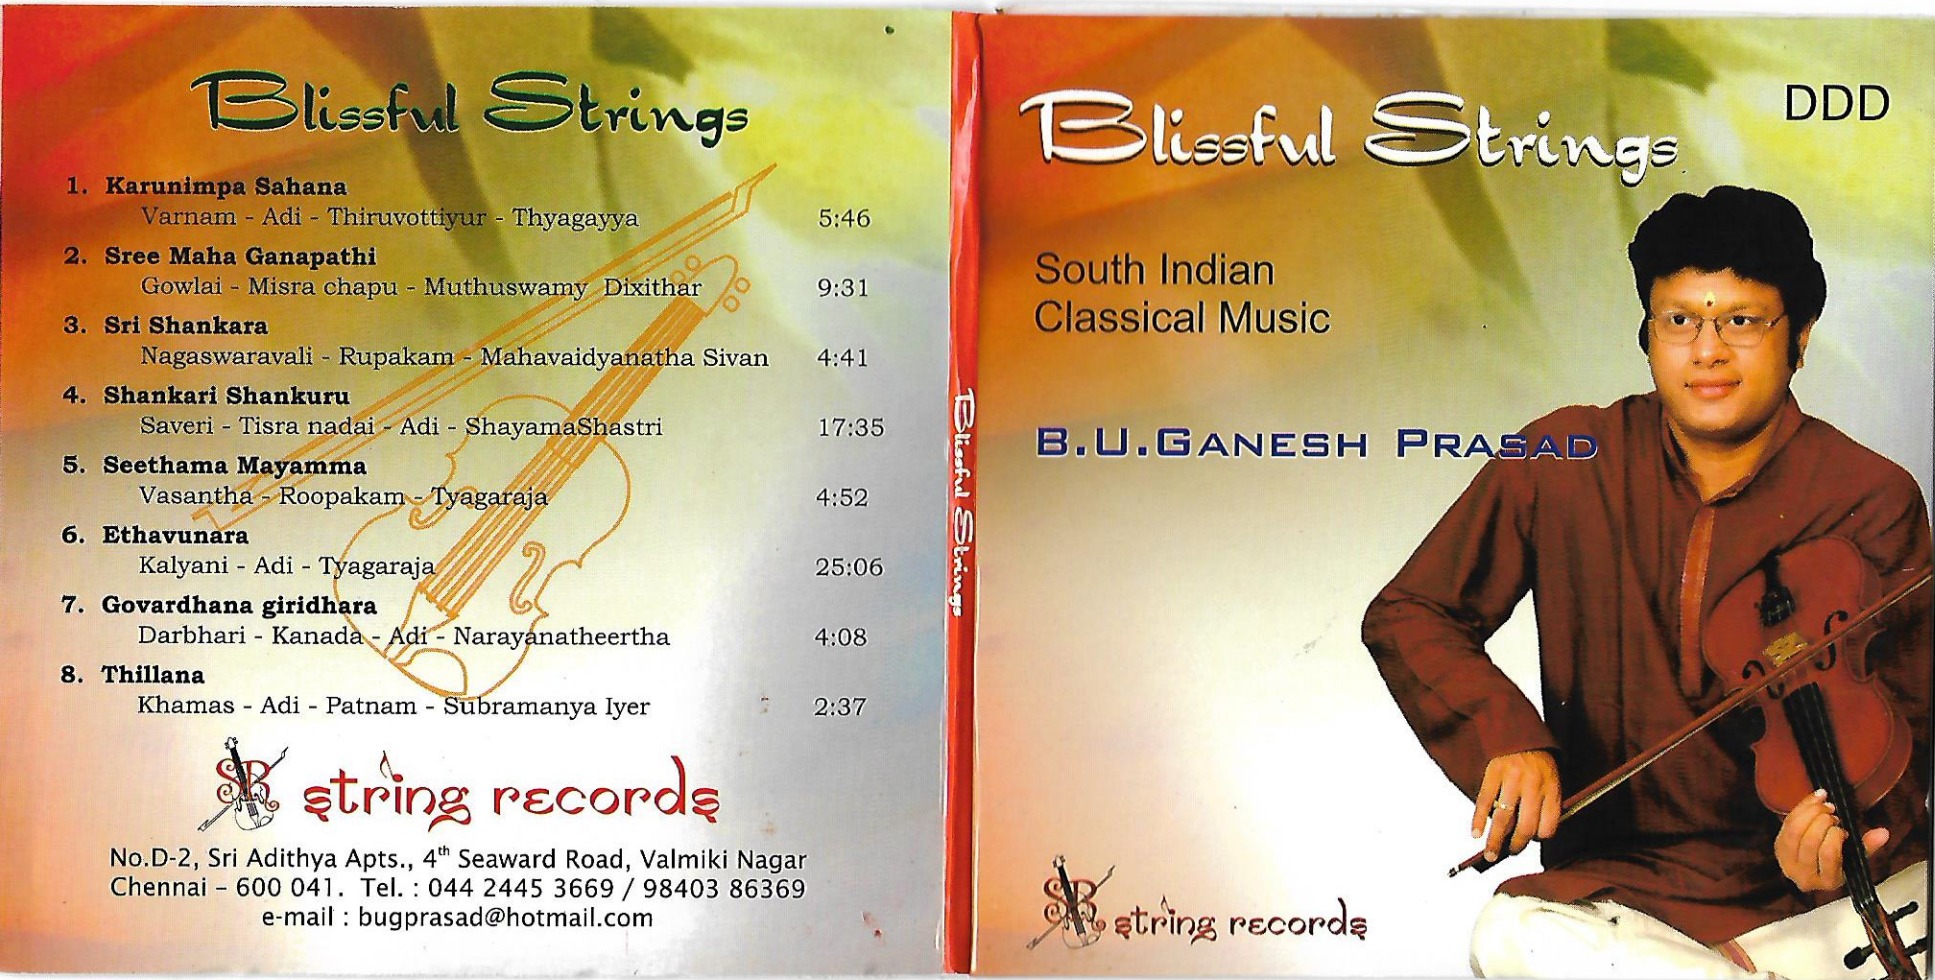 Blissful Strings
1. Karunimpa Sahana
Varnam - Adi - Thiruvottiyur - Thyagayya 5:46
2. Sree Maha Ganapathi
Gowlai - Misra chapu - Muthuswamy Dixithar 9:31
3. Sri Shankara
Nagaswaravali - Rupakam - Mahavaidyanatha Sivan 4:41
4. Shankari Shankuru
Saveri - Tisra nadai - Adi - ShayamaShastri 17:35
5. Seethama Mayamma
Vasantha - Roopakam - Tyagaraja 4:52
6. Ethavunara
Kalyani - Adi - Tyagaraja 25:06
7. Govardhana giridhara
Darbhari - Kanada - Adi - Narayanatheertha 4:08
8. Thillana
Khamas - Adi - Patnam - Subramanya Iyer 2:37
SR string records
No.D-2, Sri Adithya Apts., 4th Seaward Road, Valmiki Nagar
Chennai – 600 041. Tel. : 044 2445 3669 / 98403 86369
e-mail : bugprasad@hotmail.com
Blissful Strings
DDD
Blissful Strings
South Indian
Classical Music
B.U.Ganesh Prasad
SR string records